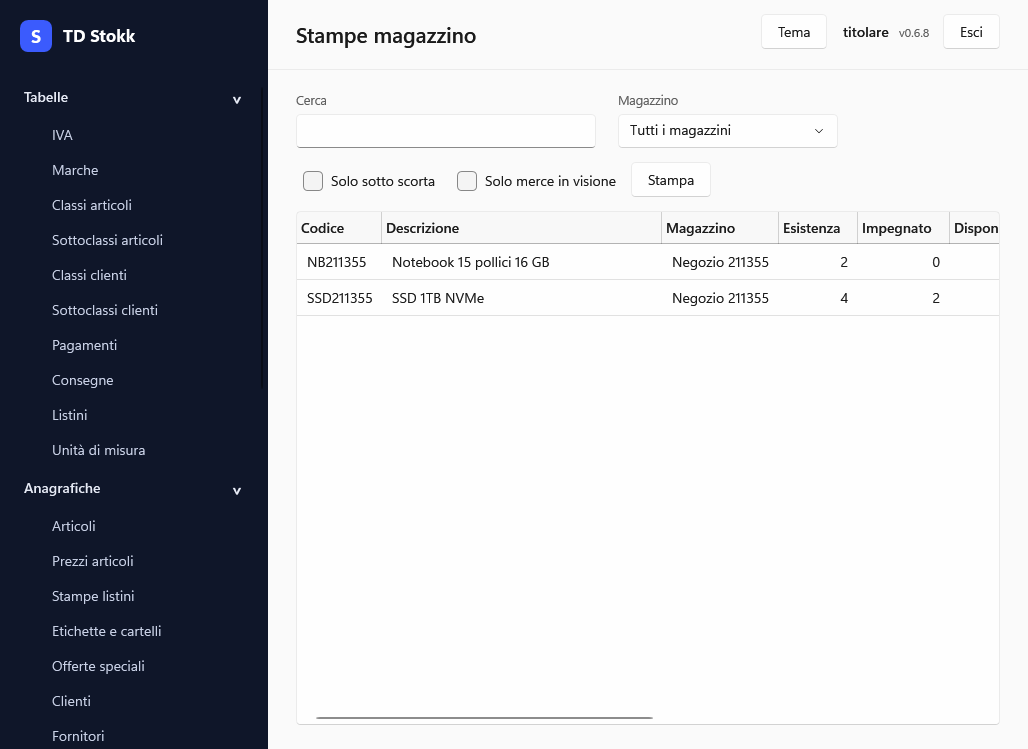 S TD Stokk
Tabelle v
IVA
Marche
Classi articoli
Sottoclassi articoli
Classi clienti
Sottoclassi clienti
Pagamenti
Consegne
Listini
Unità di misura
Anagrafiche v
Articoli
Prezzi articoli
Stampe listini
Etichette e cartelli
Offerte speciali
Clienti
Fornitori
Stampe magazzino
Tema titolare v0.6.8 Esci
Cerca Magazzino
Tutti i magazzini
Solo sotto scorta Solo merce in visione Stampa
Codice Descrizione Magazzino Esistenza Impegnato Dispon
NB211355 Notebook 15 pollici 16 GB Negozio 211355 2 0
SSD211355 SSD 1TB NVMe Negozio 211355 4 2